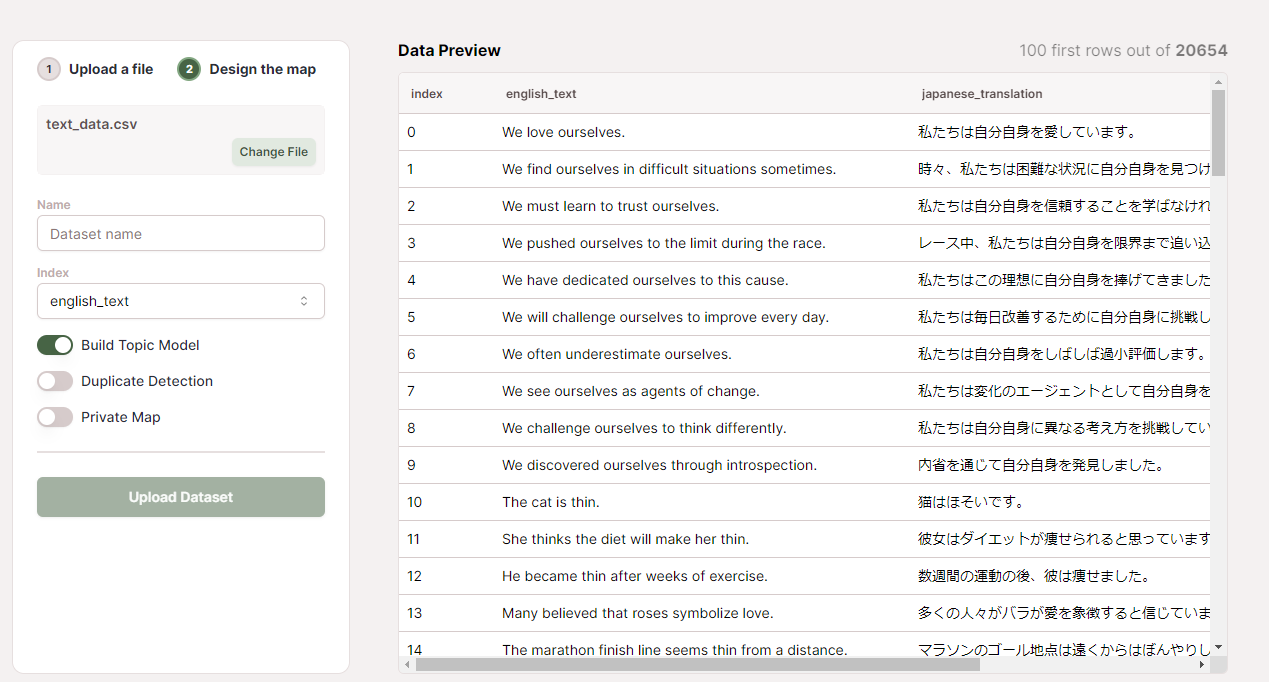 1 Upload a file 2 Design the map
text_data.csv
Change File
Name
Dataset name
Index
english_text
Build Topic Model
Duplicate Detection
Private Map
Upload Dataset
Data Preview 100 first rows out of 20654
index english_text japanese_translation
0 We love ourselves. 私たちは自分自身を愛しています。
1 We find ourselves in difficult situations sometimes. 時々、私たちは困難な状況に自分自身を見つけ
2 We must learn to trust ourselves. 私たちは自分自身を信頼することを学ばなけれ
3 We pushed ourselves to the limit during the race. レース中、私たちは自分自身を限界まで追い込
4 We have dedicated ourselves to this cause. 私たちはこの理想に自分自身を捧げてきました
5 We will challenge ourselves to improve every day. 私たちは毎日改善するために自分自身に挑戦し
6 We often underestimate ourselves. 私たちは自分自身をしばしば過小評価します。
7 We see ourselves as agents of change. 私たちは変化のエージェントとして自分自身を
8 We challenge ourselves to think differently. 私たちは自分自身に異なる考え方を挑戦してい
9 We discovered ourselves through introspection. 内省を通じて自分自身を発見しました。
10 The cat is thin. 猫はほそいです。
11 She thinks the diet will make her thin. 彼女はダイエットが痩せられると思っています
12 He became thin after weeks of exercise. 数週間の運動の後、彼は痩せました。
13 Many believed that roses symbolize love. 多くの人々がバラが愛を象徴すると信じていま
14 The marathon finish line seems thin from a distance. マラソンのゴール地点は遠くからはぼんやりし